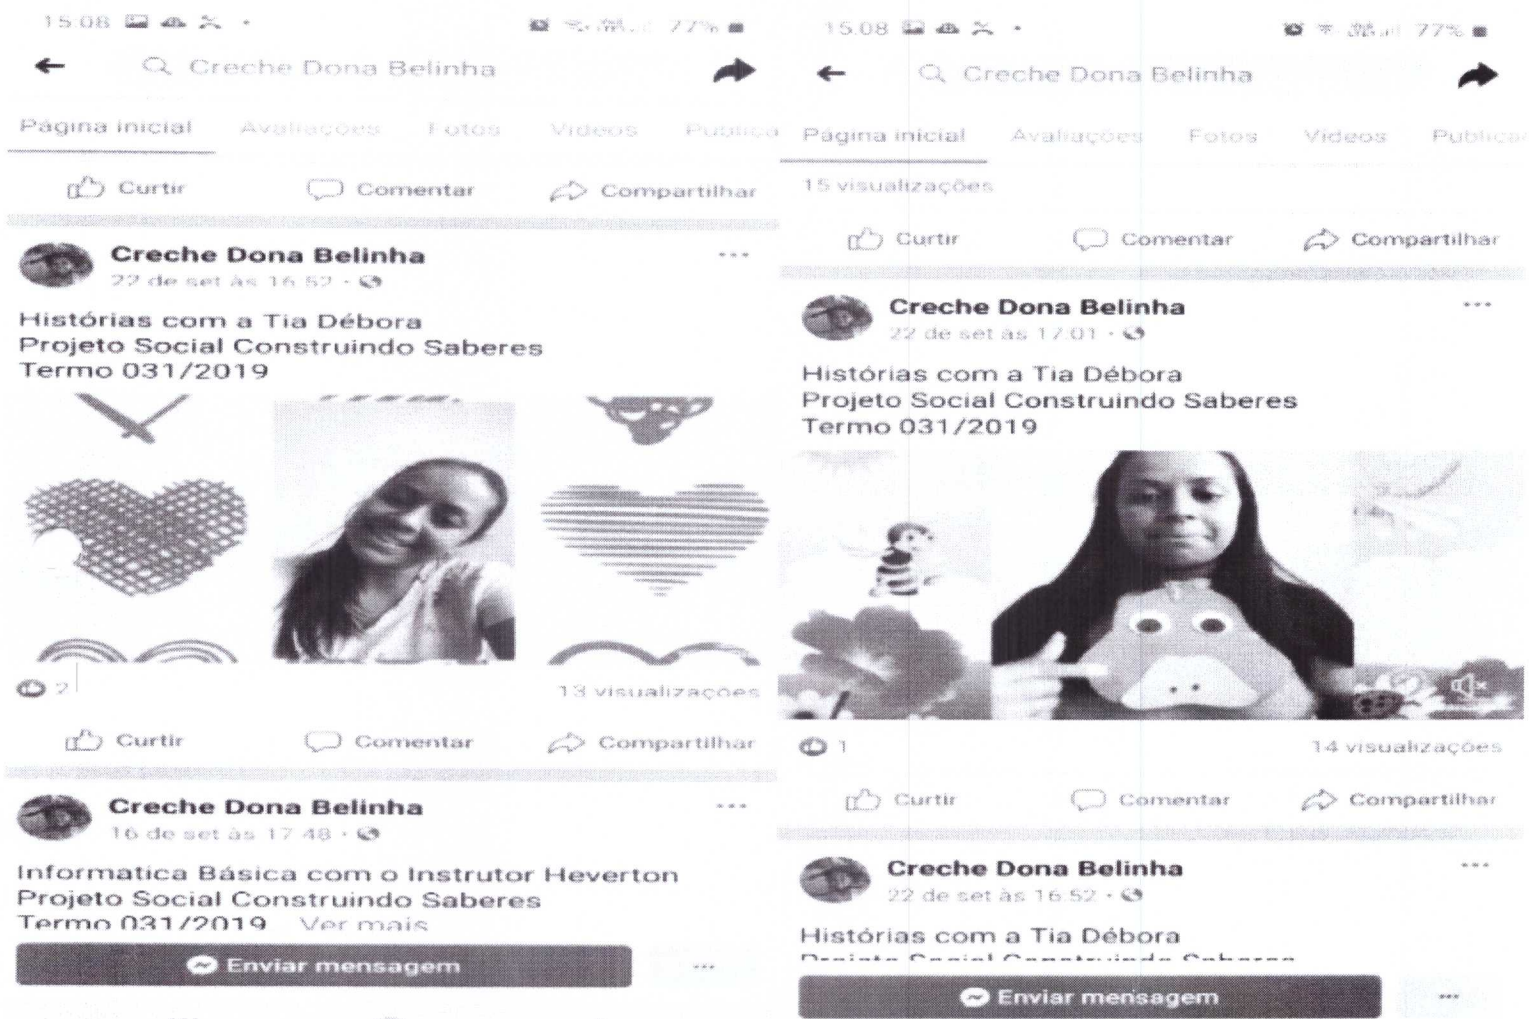 15:08
77%
Creche Dona Belinha
Página inicial Avaliações Fotos Vídeos Publica
Curtir Comentar Compartilhar
Creche Dona Belinha
22 de set às 16:52
Histórias com a Tia Débora
Projeto Social Construindo Saberes
Termo 031/2019
2
13 visualizações
Curtir Comentar Compartilhar
Creche Dona Belinha
16 de set às 17:48
Informatica Básica com o Instrutor Heverton
Projeto Social Construindo Saberes
Termo 031/2019 Ver mais
Enviar mensagem
15:08
77%
Creche Dona Belinha
Página inicial Avaliações Fotos Vídeos Publica
15 visualizações
Curtir Comentar Compartilhar
Creche Dona Belinha
22 de set às 17:01
Histórias com a Tia Débora
Projeto Social Construindo Saberes
Termo 031/2019
1
14 visualizações
Curtir Comentar Compartilhar
Creche Dona Belinha
22 de set às 16:52
Histórias com a Tia Débora
Projeto Social Construindo Saberes
Enviar mensagem